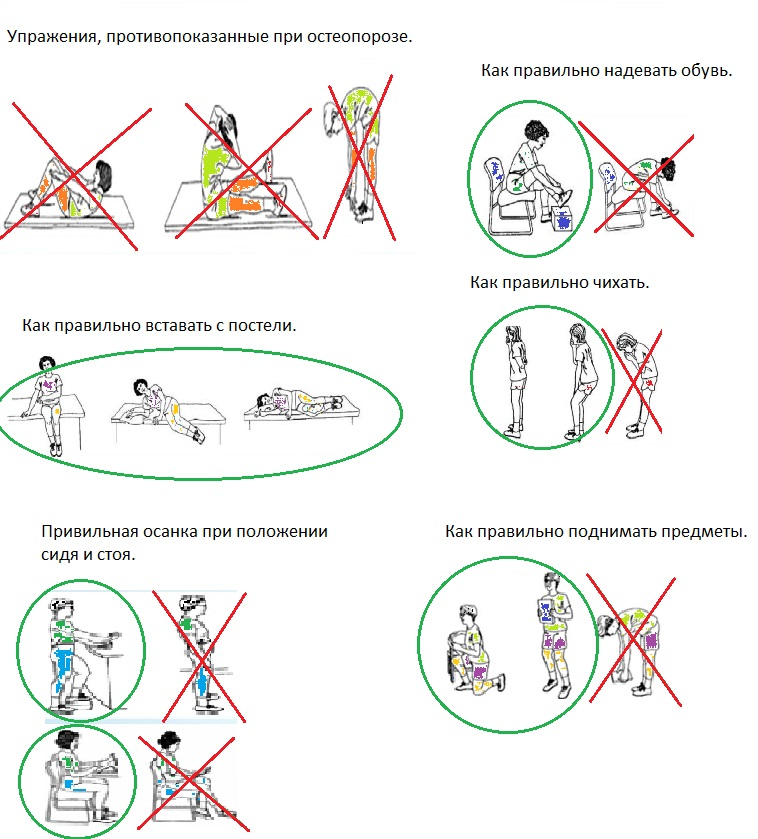 Упражения, противопоказанные при остеопорозе.
Как правильно надевать обувь.
Как правильно чихать.
Как правильно вставать с постели.
Привильная осанка при положении
сидя и стоя.
Как правильно поднимать предметы.